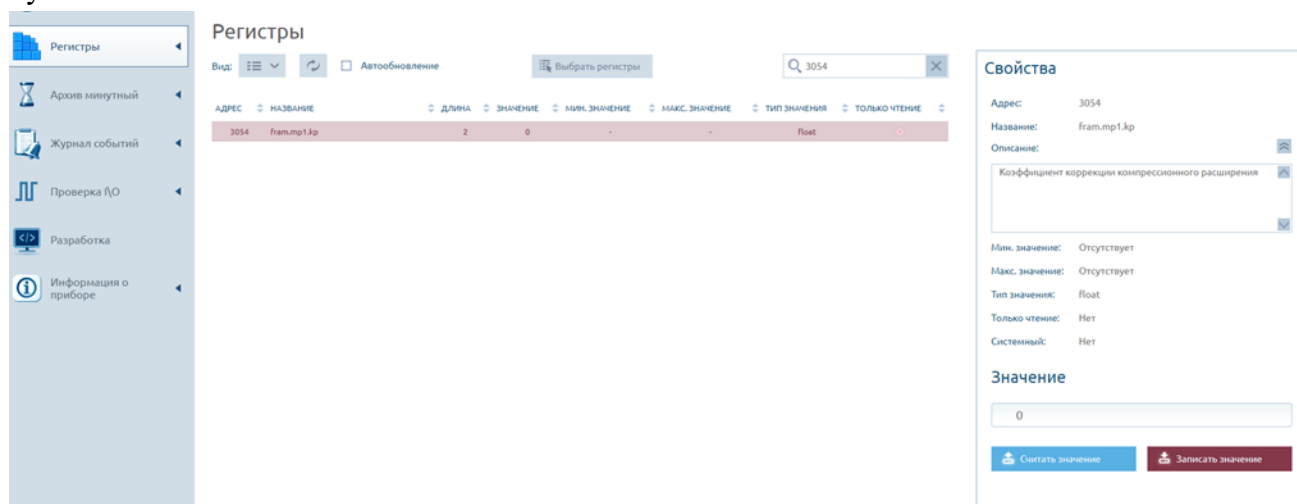 Регистры
Архив минутный
Журнал событий
Проверка I\O
Разработка
Информация о приборе
Регистры
Вид:
Автообновление
Выбрать регистры
3054
АДРЕС НАЗВАНИЕ ДЛИНА ЗНАЧЕНИЕ МИН. ЗНАЧЕНИЕ МАКС. ЗНАЧЕНИЕ ТИП ЗНАЧЕНИЯ ТОЛЬКО ЧТЕНИЕ
3054 fram.mp1.kp 2 0 - - float
Свойства
Адрес: 3054
Название: fram.mp1.kp
Описание:
Коэффициент коррекции компрессионного расширения
Мин. значение: Отсутствует
Макс. значение: Отсутствует
Тип значения: float
Только чтение: Нет
Системный: Нет
Значение
0
Считать значение
Записать значение